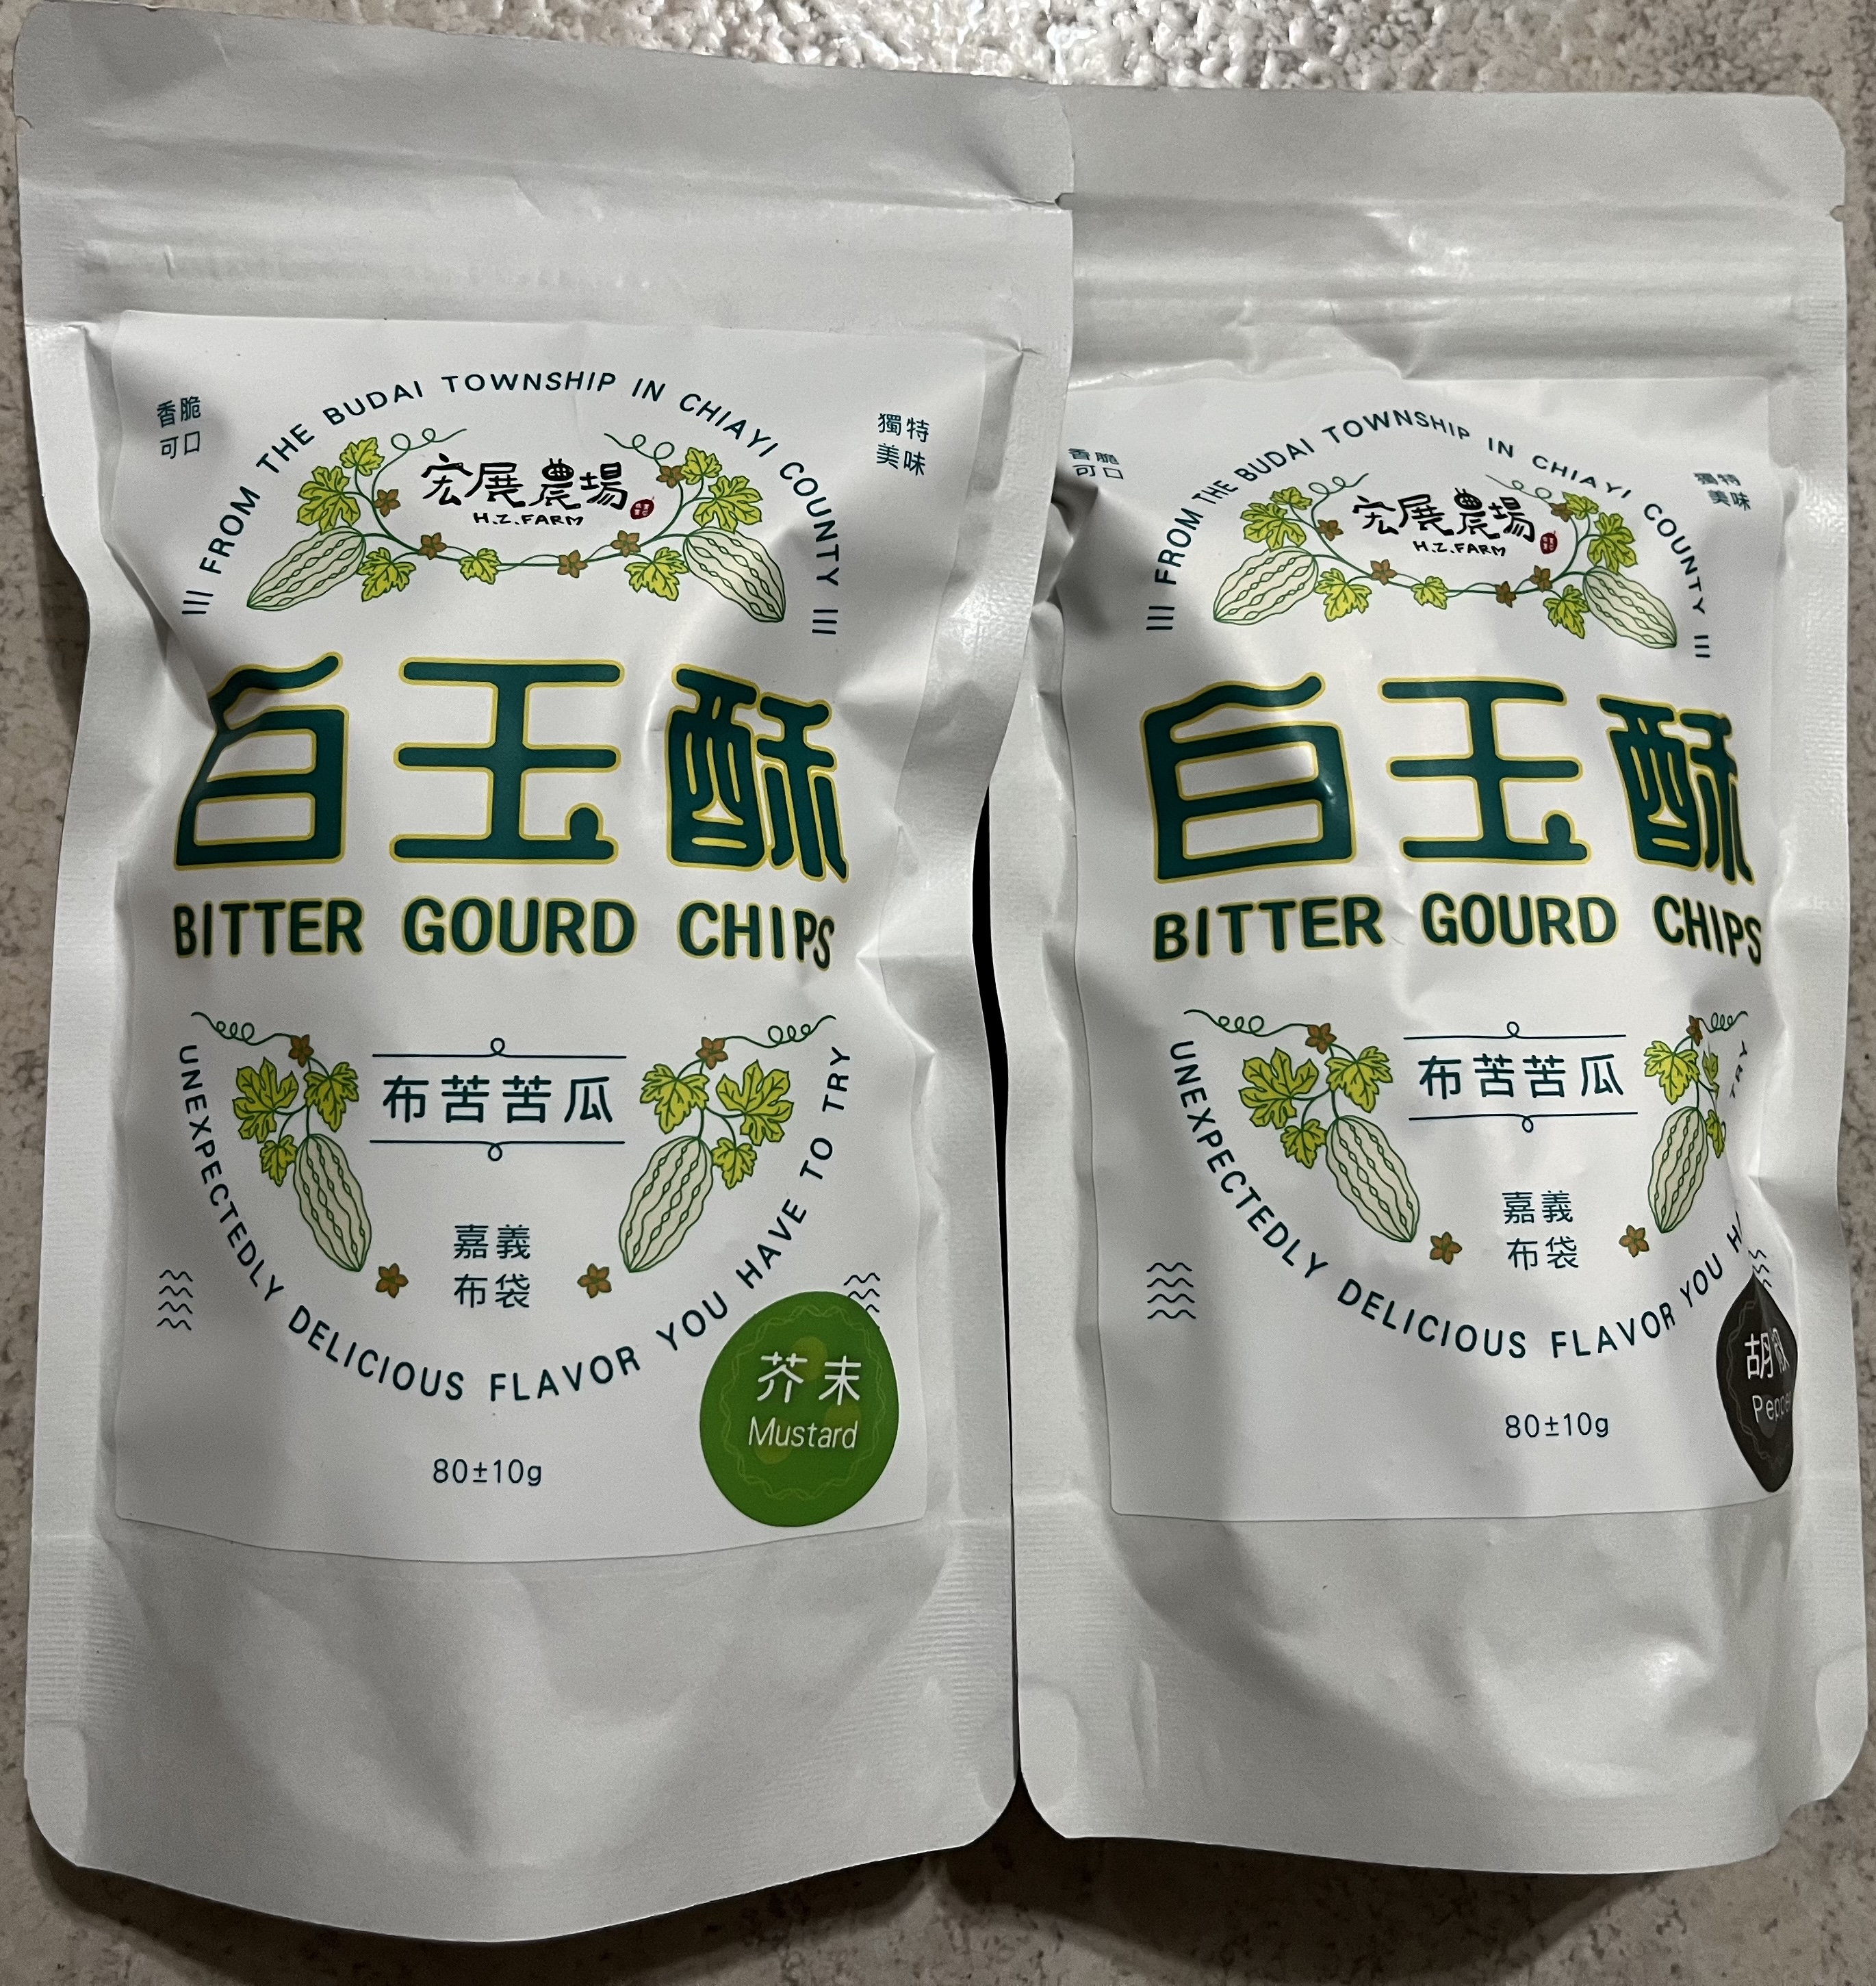 FROM THE BUDAI TOWNSHIP IN CHIAYI COUNTY
香脆
可口
獨特
美味
宏展農場
H.Z.FARM
白玉酥
BITTER GOURD CHIPS
布苦苦瓜
嘉義
布袋
UNEXPECTEDLY DELICIOUS FLAVOR YOU HAVE TO TRY
芥末
Mustard
80±10g
FROM THE BUDAI TOWNSHIP IN CHIAYI COUNTY
香脆
可口
獨特
美味
宏展農場
H.Z.FARM
白玉酥
BITTER GOURD CHIPS
布苦苦瓜
嘉義
布袋
UNEXPECTEDLY DELICIOUS FLAVOR YOU TRY
胡椒
Pepper
80±10g